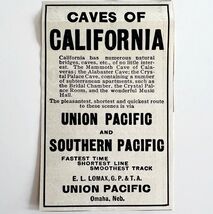 CAVES OF
CALIFORNIA
California has numerous natural
bridges, caves, etc., of no little inter-
est. The Mammoth Cave of Cala-
veras; the Alabaster Cave; the Crys-
tal Palace Cave, containing a number
of subterranean apartments, such as
the Bridal Chamber, the Crystal Pal-
ace Room, and the wonderful Music
Hall.
The pleasantest, shortest and quickest route
to these scenes is via
UNION PACIFIC
AND
SOUTHERN PACIFIC
FASTEST TIME
SHORTEST LINE
SMOOTHEST TRACK
E. L. LOMAX, G. P. & T. A.
UNION PACIFIC
Omaha, Neb.